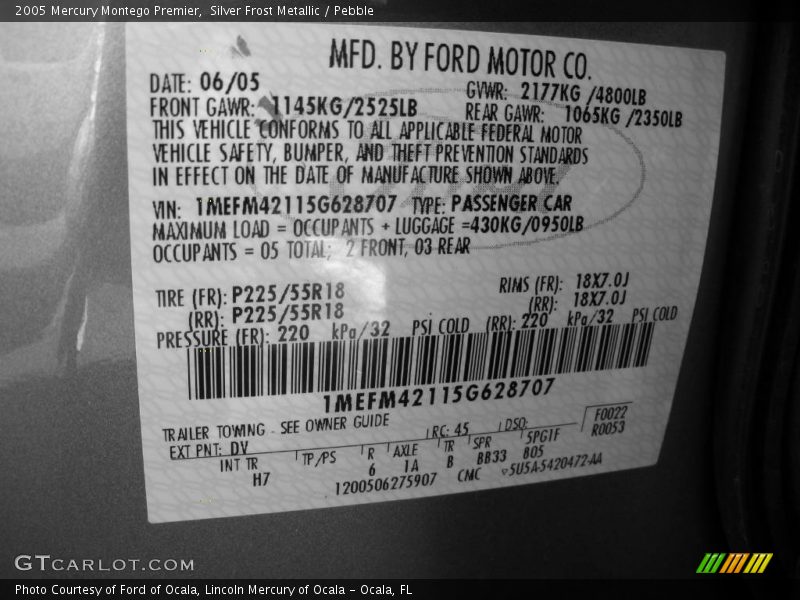 2005 Mercury Montego Premier,  Silver Frost Metallic / Pebble
MFD. BY FORD MOTOR CO.
DATE: 06/05
GVWR: 2177KG /4800LB
FRONT GAWR: 1145KG/2525LB
REAR GAWR: 1065KG /2350LB
THIS VEHICLE CONFORMS TO ALL APPLICABLE FEDERAL MOTOR
VEHICLE SAFETY, BUMPER, AND THEFT PREVENTION STANDARDS
IN EFFECT ON THE DATE OF MANUFACTURE SHOWN ABOVE.
VIN: 1MEFM42115G628707 TYPE: PASSENGER CAR
MAXIMUM LOAD = OCCUPANTS + LUGGAGE =430KG/0950LB
OCCUPANTS = 05 TOTAL; 2 FRONT, 03 REAR
TIRE (FR): P225/55R18
RIMS (FR): 18X7.0J
(RR): P225/55R18
(RR): 18X7.0J
PRESSURE (FR): 220 kPa/32 PSI COLD (RR): 220 kPa/32 PSI COLD
1MEFM42115G628707
TRAILER TOWING - SEE OWNER GUIDE
EXT PNT: DV RC: 45 DSO: F0022
R0053
INT TR TP/PS R AXLE TR SPR 5PG1F
H7 6 1A B BB33 805
1200506275907 CMC 5U5A-5420472-AA
GTCARLOT.COM
Photo Courtesy of Ford of Ocala, Lincoln Mercury of Ocala - Ocala, FL